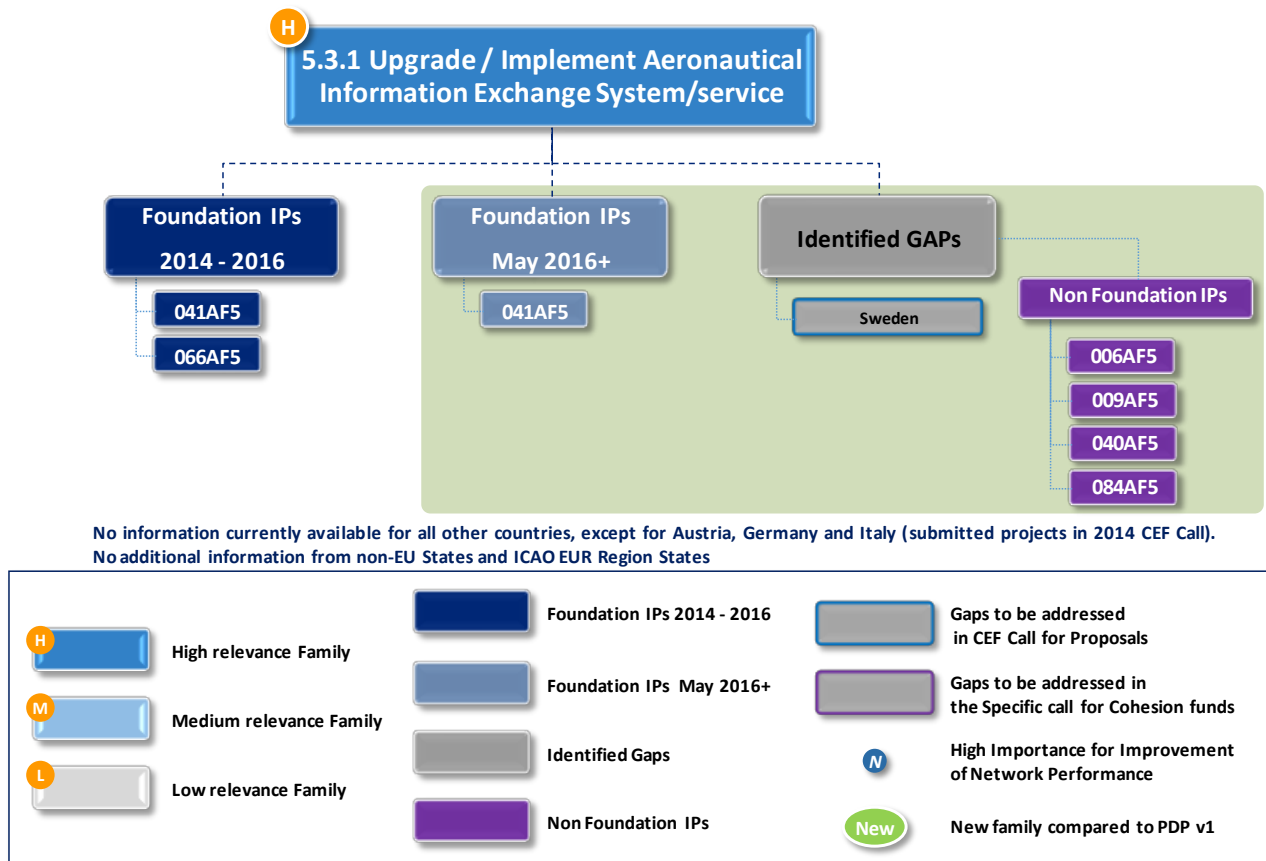 H
5.3.1 Upgrade / Implement Aeronautical
Information Exchange System/service
Foundation IPs
2014 - 2016
041AF5
066AF5
Foundation IPs
May 2016+
041AF5
Identified GAPs
Sweden
Non Foundation IPs
006AF5
009AF5
040AF5
084AF5
No information currently available for all other countries, except for Austria, Germany and Italy (submitted projects in 2014 CEF Call).
No additional information from non-EU States and ICAO EUR Region States
H
High relevance Family
M
Medium relevance Family
L
Low relevance Family
Foundation IPs 2014 - 2016
Foundation IPs May 2016+
Identified Gaps
Non Foundation IPs
Gaps to be addressed
in CEF Call for Proposals
Gaps to be addressed in
the Specific call for Cohesion funds
N
High Importance for Improvement
of Network Performance
New
New family compared to PDP v1